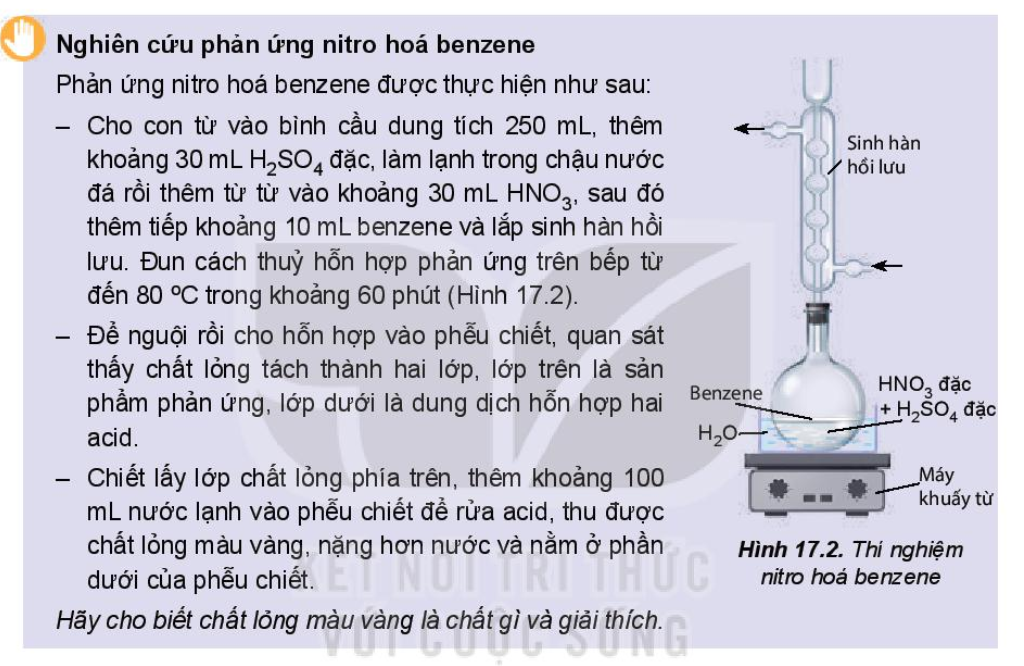 Nghiên cứu phản ứng nitro hoá benzene
Phản ứng nitro hoá benzene được thực hiện như sau:
– Cho con từ vào bình cầu dung tích 250 mL, thêm
khoảng 30 mL H₂SO₄ đặc, làm lạnh trong chậu nước
đá rồi thêm từ từ vào khoảng 30 mL HNO₃, sau đó
thêm tiếp khoảng 10 mL benzene và lắp sinh hàn hồi
lưu. Đun cách thuỷ hỗn hợp phản ứng trên bếp từ
đến 80 ºC trong khoảng 60 phút (Hình 17.2).
– Để nguội rồi cho hỗn hợp vào phễu chiết, quan sát
thấy chất lỏng tách thành hai lớp, lớp trên là sản
phẩm phản ứng, lớp dưới là dung dịch hỗn hợp hai
acid.
– Chiết lấy lớp chất lỏng phía trên, thêm khoảng 100
mL nước lạnh vào phễu chiết để rửa acid, thu được
chất lỏng màu vàng, nặng hơn nước và nằm ở phần
dưới của phễu chiết.
Hãy cho biết chất lỏng màu vàng là chất gì và giải thích.
Sinh hàn
hồi lưu
Benzene
H₂O
HNO₃ đặc
+ H₂SO₄ đặc
Máy
khuấy từ
Hình 17.2. Thí nghiệm
nitro hoá benzene
KẾT NỐI TRI THỨC
VỚI CUỘC SỐNG